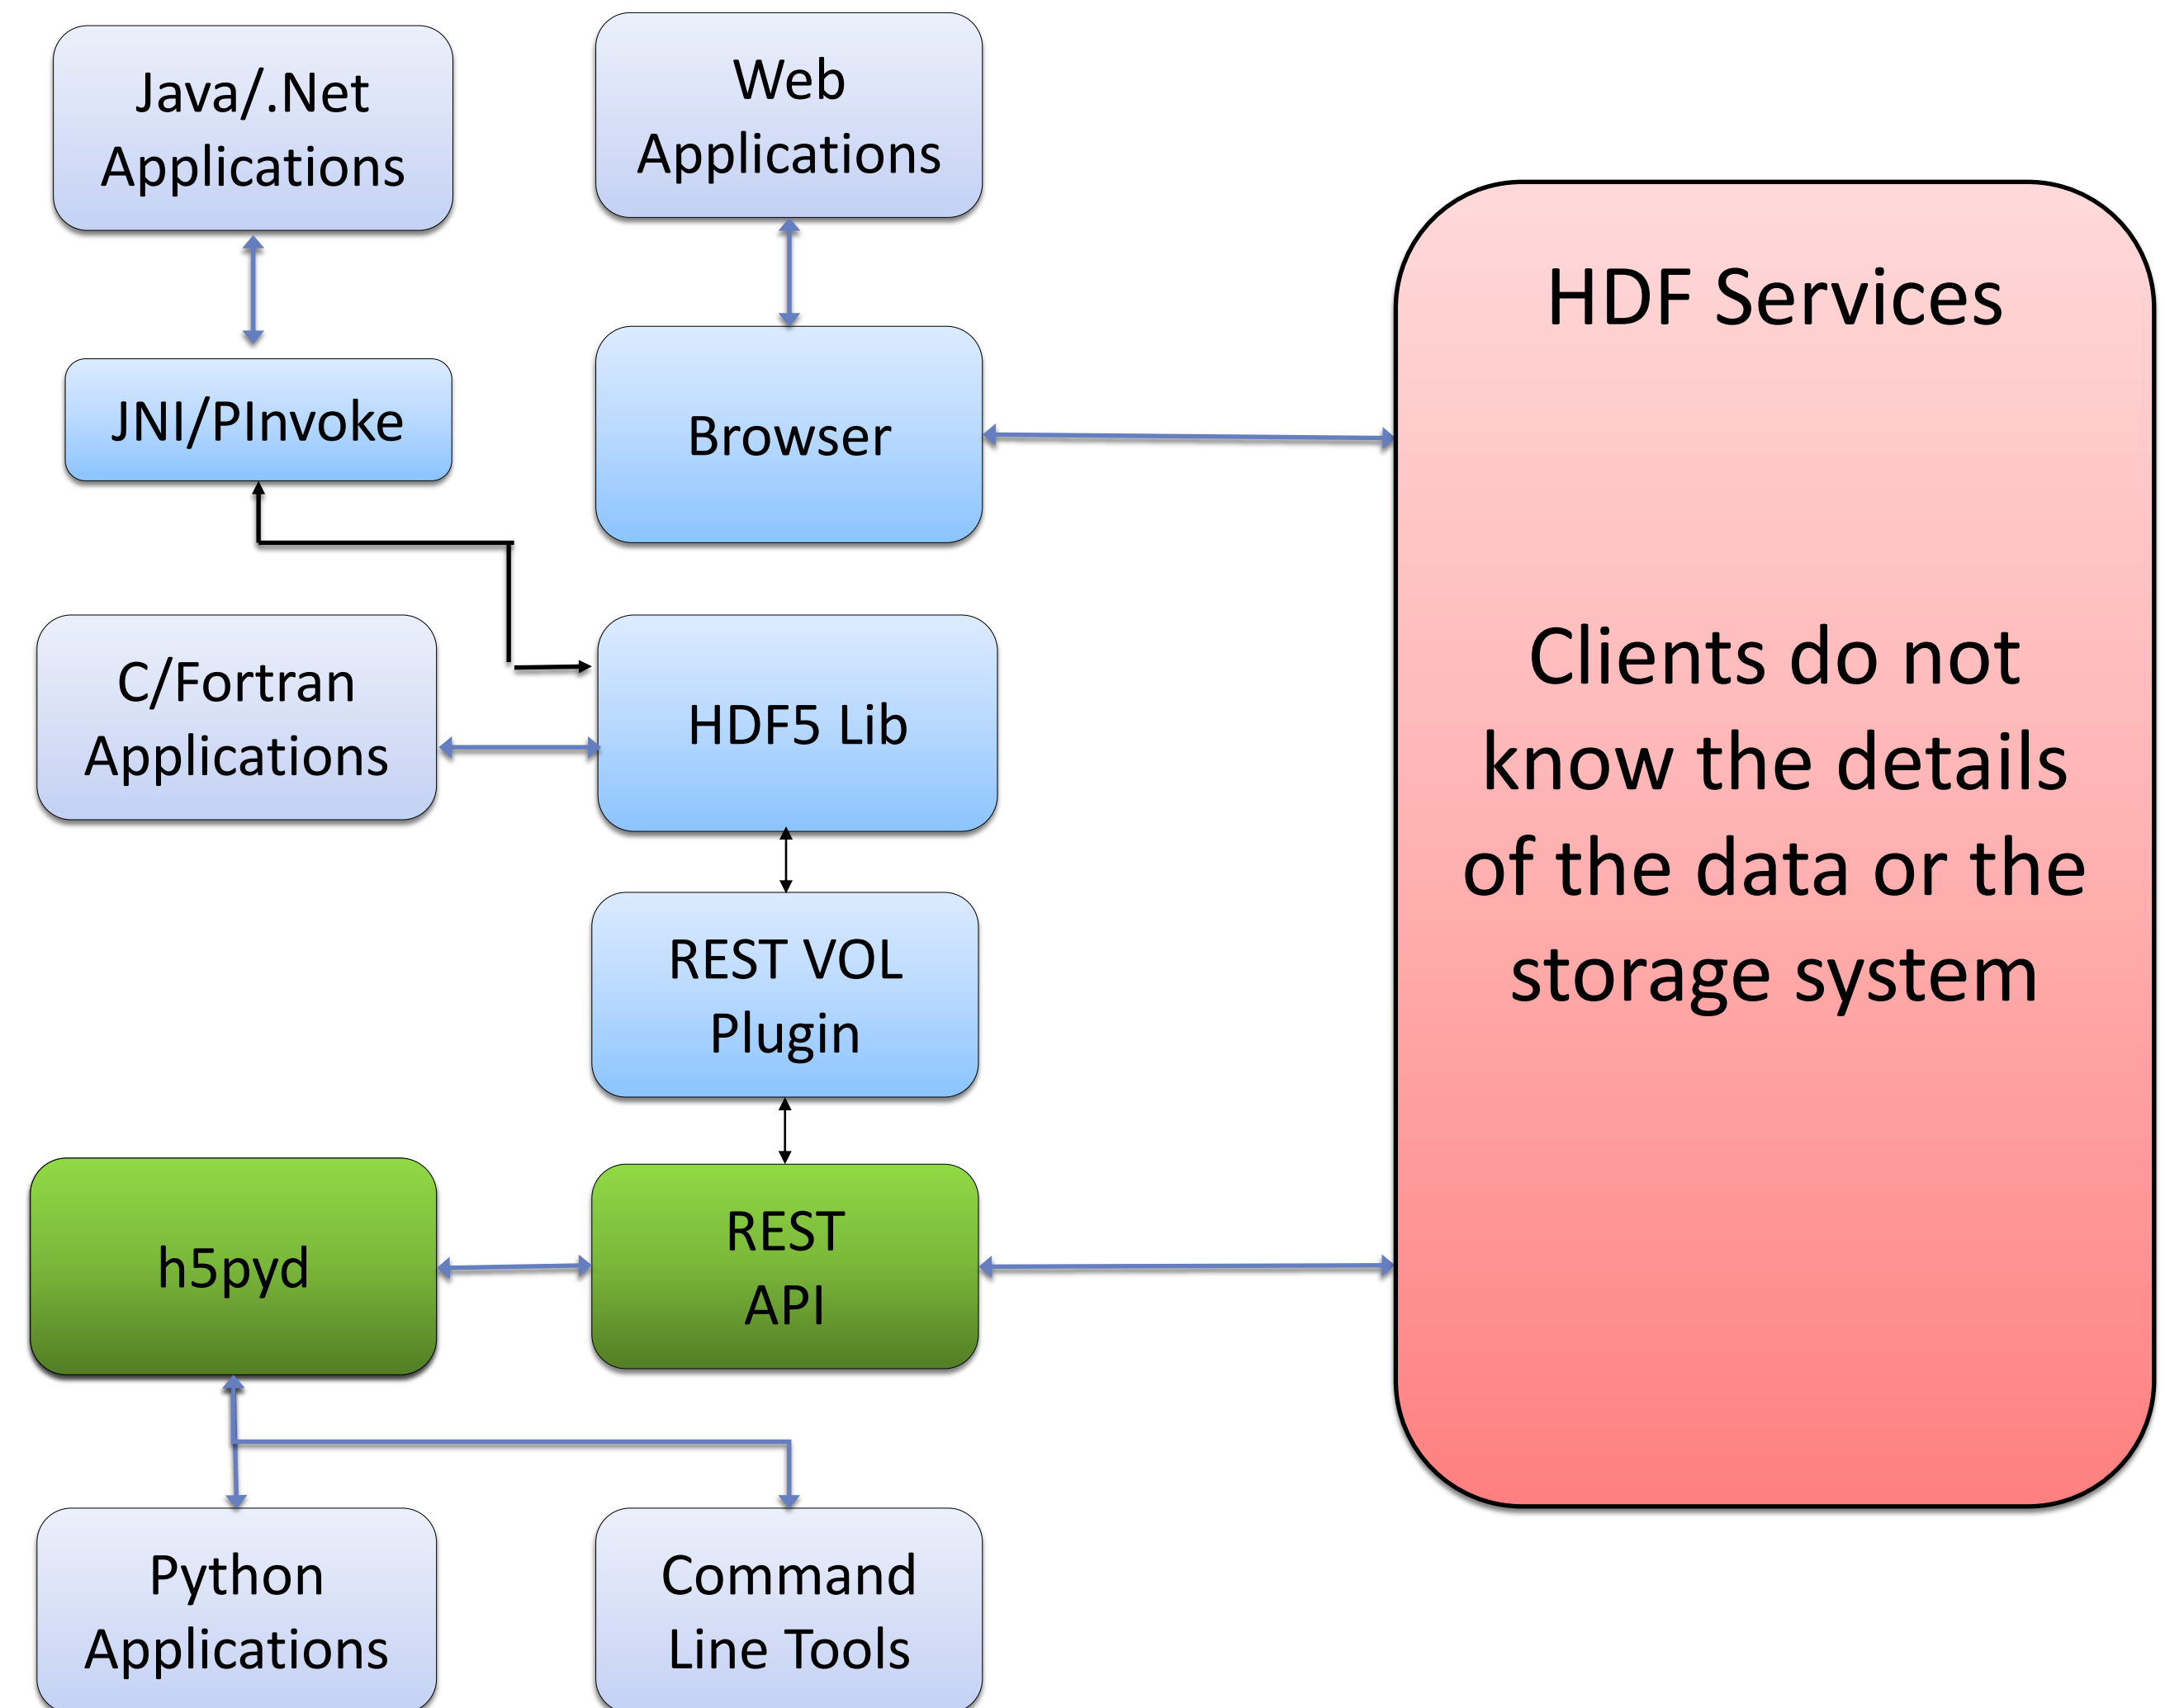 Java/.Net
Applications
Web
Applications
JNI/PInvoke
Browser
HDF Services
Clients do not
know the details
of the data or the
storage system
C/Fortran
Applications
HDF5 Lib
REST VOL
Plugin
h5pyd
REST
API
Python
Applications
Command
Line Tools